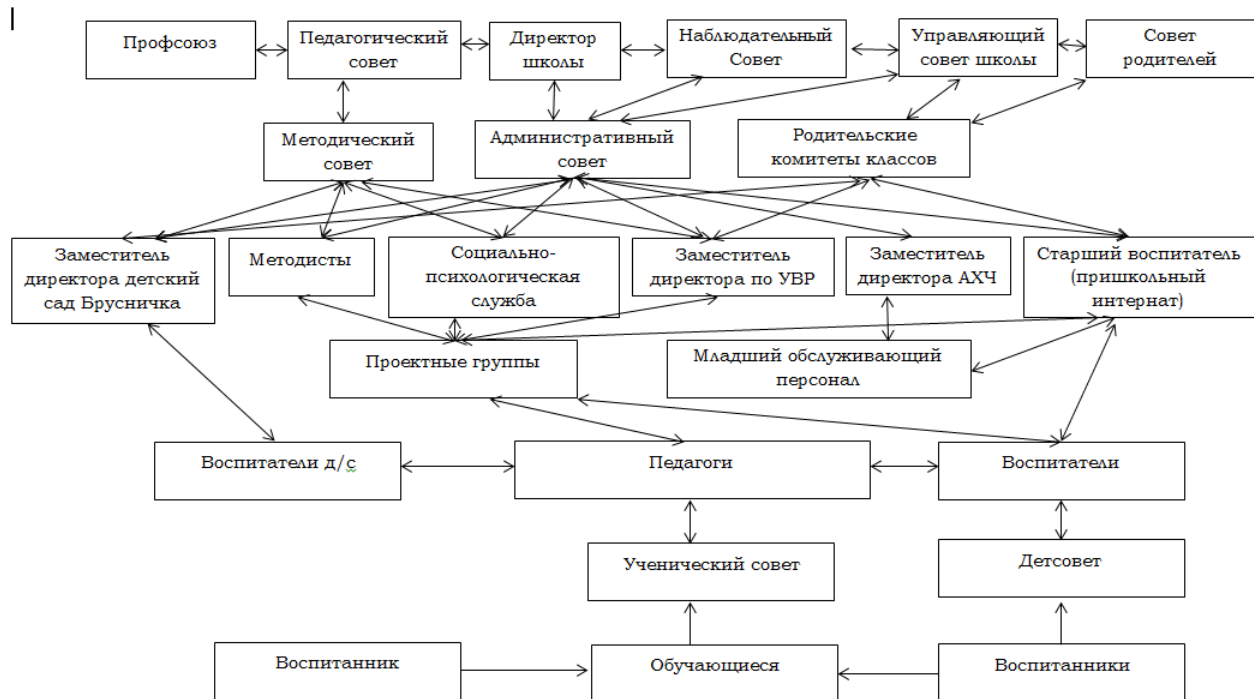 Профсоюз
Педагогический
совет
Директор
школы
Наблюдательный
Совет
Управляющий
совет школы
Совет
родителей
Методический
совет
Административный
совет
Родительские
комитеты классов
Заместитель
директора детский
сад Брусничка
Методисты
Социально-
психологическая
служба
Заместитель
директора по УВР
Заместитель
директора АХЧ
Старший воспитатель
(пришкольный
интернат)
Проектные группы
Младший обслуживающий
персонал
Воспитатели д/с
Педагоги
Воспитатели
Ученический совет
Детсовет
Воспитанник
Обучающиеся
Воспитанники